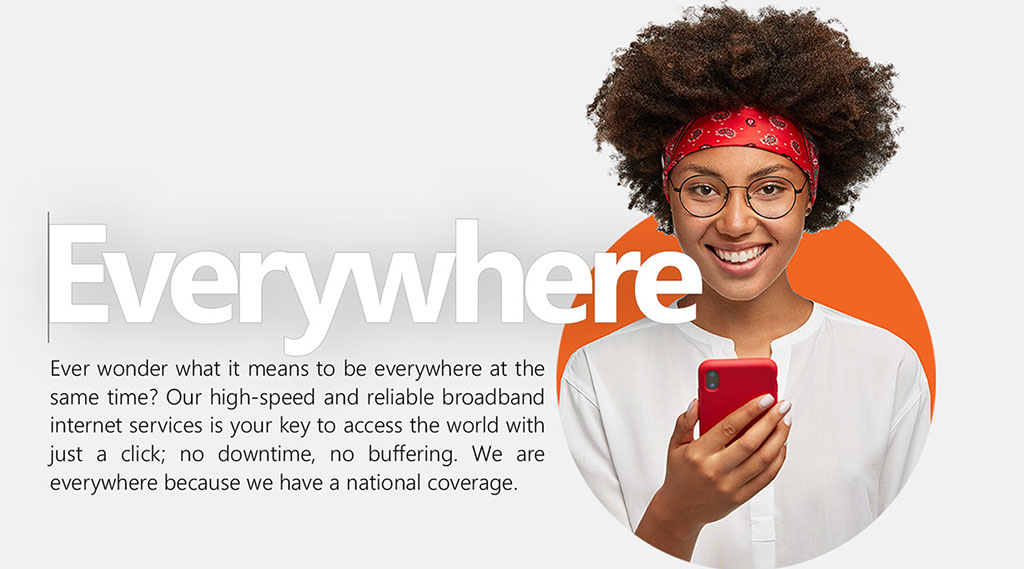 Everywhere
Ever wonder what it means to be everywhere at the
same time? Our high-speed and reliable broadband
internet services is your key to access the world with
just a click; no downtime, no buffering. We are
everywhere because we have a national coverage.